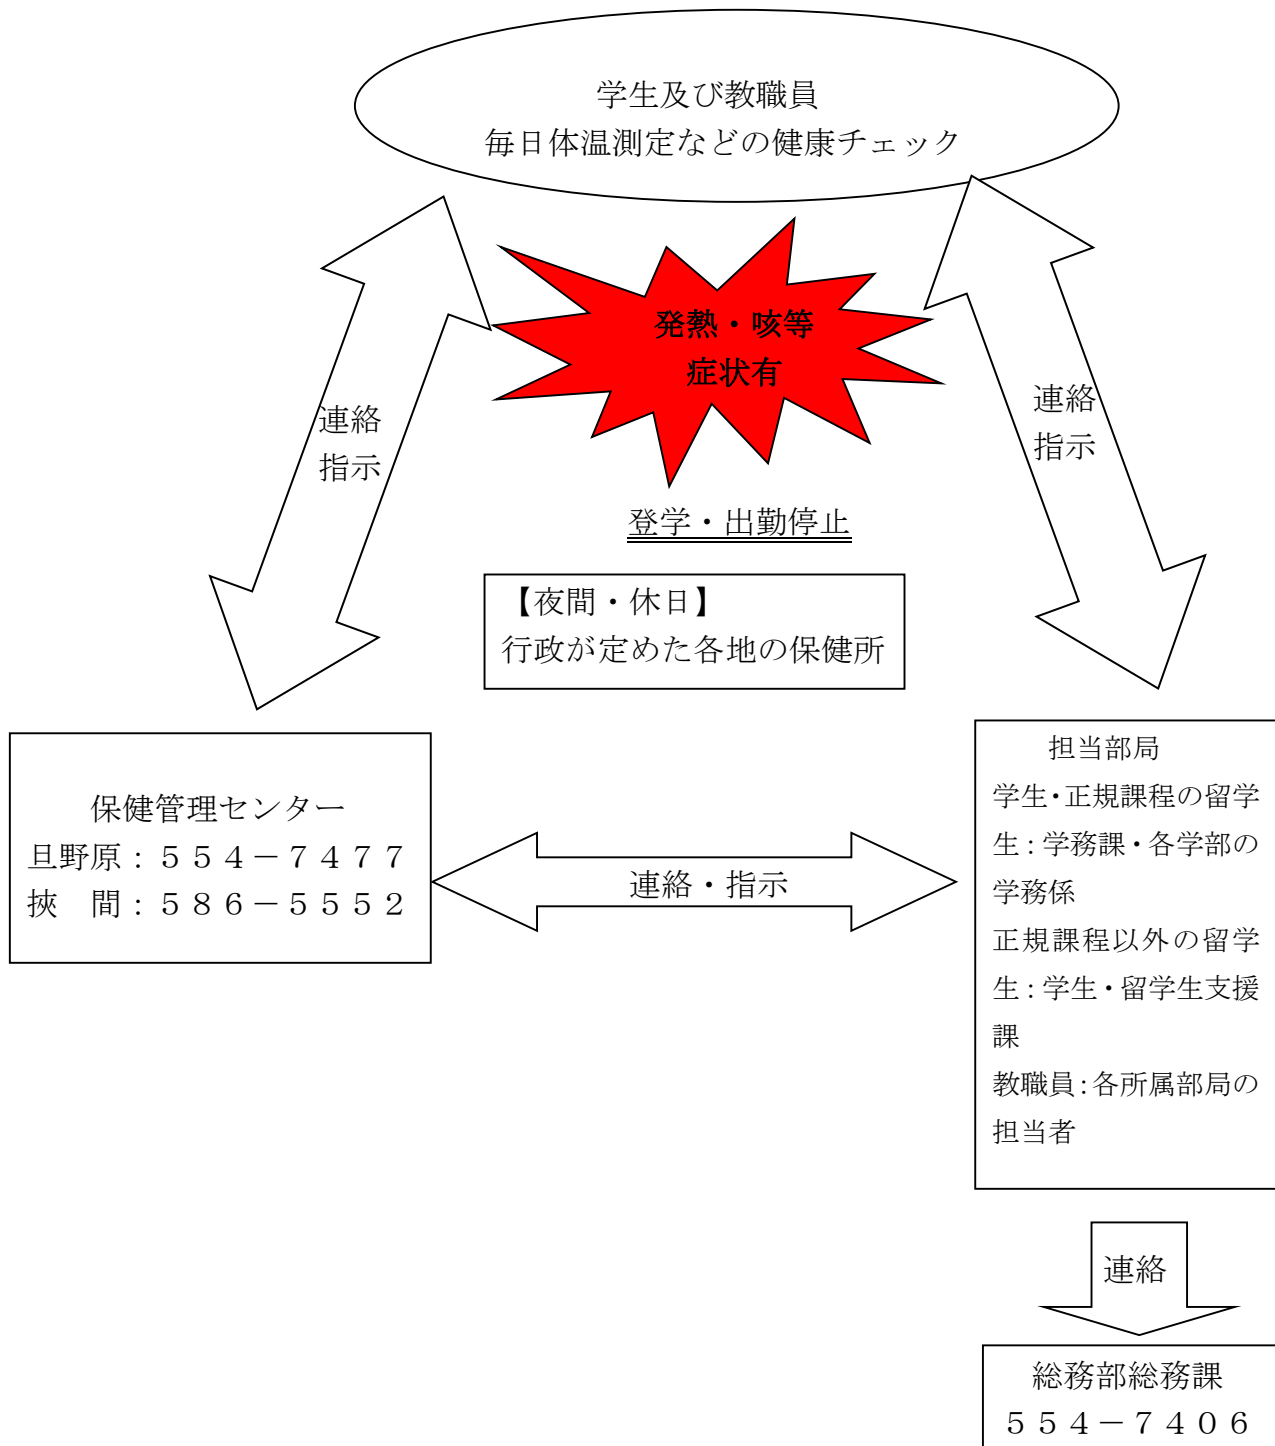 学生及び教職員
毎日体温測定などの健康チェック
発熱・咳等
症状有
連絡
指示
連絡
指示
登学・出勤停止
【夜間・休日】
行政が定めた各地の保健所
保健管理センター
旦野原：５５４－７４７７
挾　間：５８６－５５５２
連絡・指示
担当部局
学生・正規課程の留学
生：学務課・各学部の
学務係
正規課程以外の留学
生：学生・留学生支援
課
教職員：各所属部局の
担当者
連絡
総務部総務課
５５４－７４０６